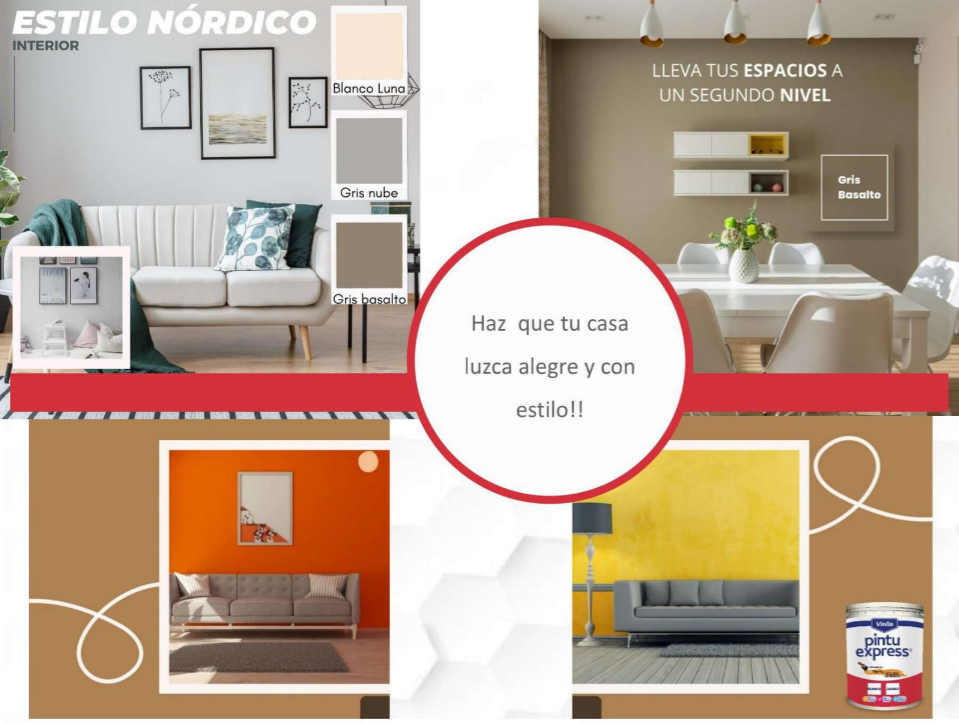 ESTILO NÓRDICO
INTERIOR
Blanco Luna
Gris nube
Gris basalto
LLEVA TUS ESPACIOS A
UN SEGUNDO NIVEL
Gris
Basalto
Haz que tu casa
luzca alegre y con
estilo!!
Vinilo
pintu
express